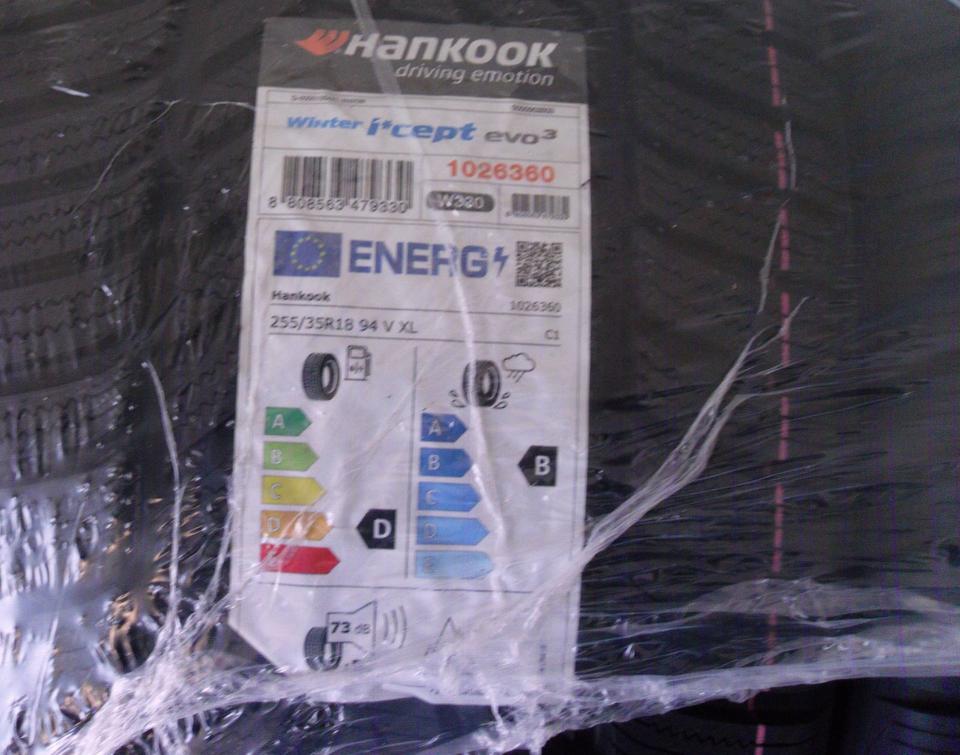 HANKOOK
driving emotion
Winter i*cept evo³
1026360
8 808563 479330
W330
ENERG
Hankook
1026360
255/35R18 94 V XL
C1
A
B
C
D
D
A
B
C
D
E
B
73 dB